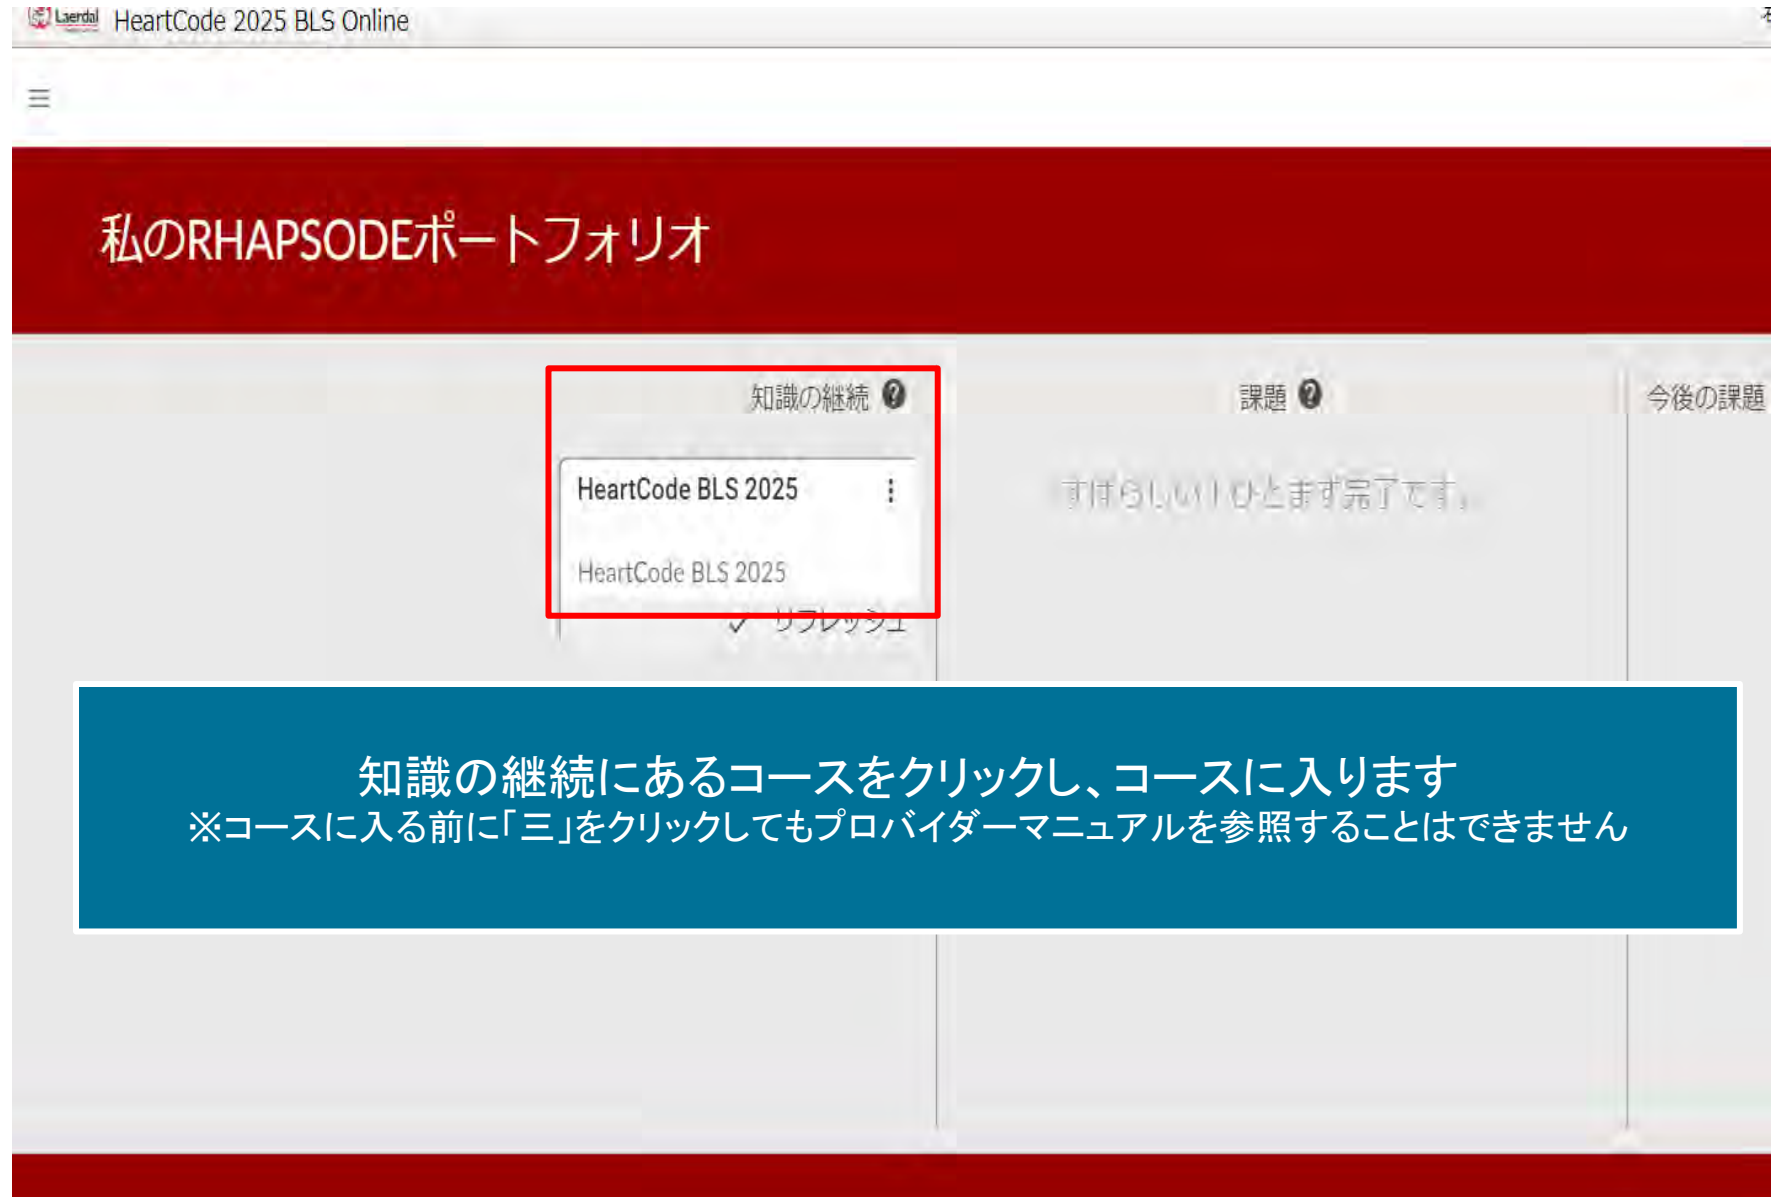 Laerdal HeartCode 2025 BLS Online
三
私のRHAPSODEポートフォリオ
知識の継続 ?
課題 ?
今後の課題
HeartCode BLS 2025
すばらしい！ひとまず完了です。
HeartCode BLS 2025
✓ リフレッシュ
知識の継続にあるコースをクリックし、コースに入ります
※コースに入る前に「三」をクリックしてもプロバイダーマニュアルを参照することはできません